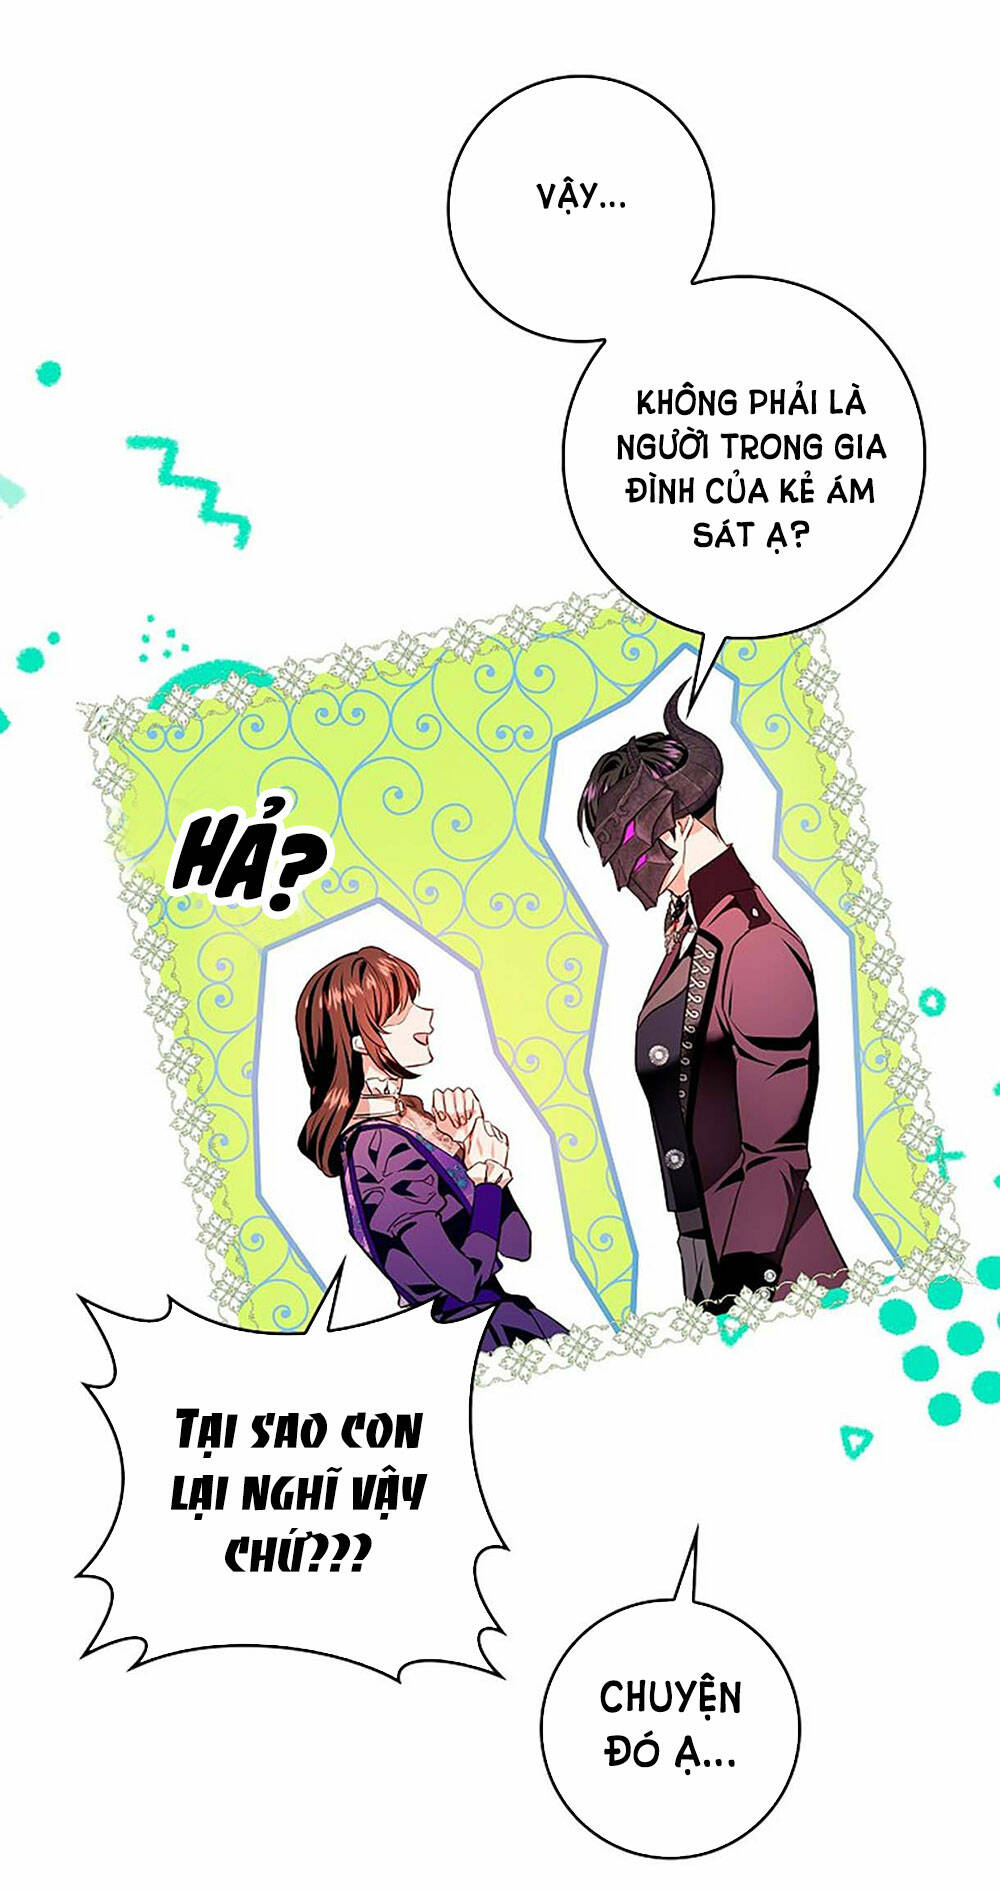 VẬY...
KHÔNG PHẢI LÀ
NGƯỜI TRONG GIA
ĐÌNH CỦA KẺ ÁM
SÁT Ạ?
HẢ?
TẠI SAO CON
LẠI NGHĨ VẬY
CHỨ???
CHUYỆN
ĐÓ Ạ...